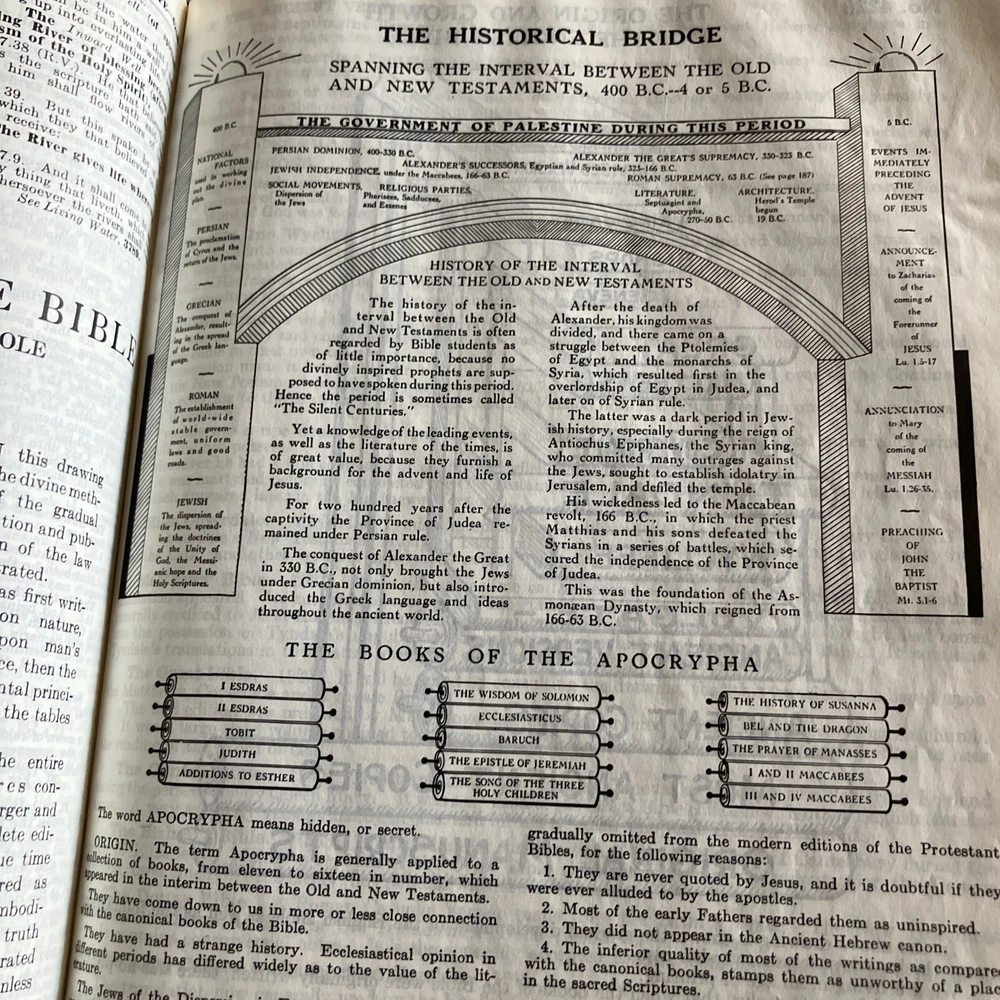 THE HISTORICAL BRIDGE
SPANNING THE INTERVAL BETWEEN THE OLD
AND NEW TESTAMENTS, 400 B.C.--4 or 5 B.C.
THE GOVERNMENT OF PALESTINE DURING THIS PERIOD
PERSIAN DOMINION, 400-330 B.C.
ALEXANDER THE GREAT'S SUPREMACY, 330-323 B.C.
ALEXANDER'S SUCCESSORS, Egyptian and Syrian rule, 323-166 B.C.
JEWISH INDEPENDENCE, under the Maccabees, 166-63 B.C.
ROMAN SUPREMACY, 63 B.C. (See page 187)
SOCIAL MOVEMENTS,
Dispersion of
the Jews
RELIGIOUS PARTIES,
Pharisees, Sadducees,
and Essenes
LITERATURE,
Septuagint and
Apocrypha,
270-50 B.C.
ARCHITECTURE,
Herod's Temple
begun
19 B.C.
400 B.C.
NATIONAL
FACTORS
used in working
out the divine
plan.
PERSIAN
The proclamation
of Cyrus and the
return of the Jews.
GRECIAN
The conquest of
Alexander, result-
ing in the spread
of the Greek lan-
guage.
ROMAN
The establishment
of world-wide
stable govern-
ment, uniform
laws and good
roads.
JEWISH
The dispersion of
the Jews, spread-
ing the doctrines
of the Unity of
God, the Messi-
anic hope and the
Holy Scriptures.
HISTORY OF THE INTERVAL
BETWEEN THE OLD AND NEW TESTAMENTS
The history of the in-
terval between the Old
and New Testaments is often
regarded by Bible students as
of little importance, because no
divinely inspired prophets are sup-
posed to have spoken during this period.
Hence the period is sometimes called
"The Silent Centuries."
Yet a knowledge of the leading events,
as well as the literature of the times, is
of great value, because they furnish a
background for the advent and life of
Jesus.
For two hundred years after the
captivity the Province of Judea re-
mained under Persian rule.
The conquest of Alexander the Great
in 330 B.C., not only brought the Jews
under Grecian dominion, but also intro-
duced the Greek language and ideas
throughout the ancient world.
After the death of
Alexander, his kingdom was
divided, and there came on a
struggle between the Ptolemies
of Egypt and the monarchs of
Syria, which resulted first in the
overlordship of Egypt in Judea, and
later on of Syrian rule.
The latter was a dark period in Jew-
ish history, especially during the reign of
Antiochus Epiphanes, the Syrian king,
who committed many outrages against
the Jews, sought to establish idolatry in
Jerusalem, and defiled the temple.
His wickedness led to the Maccabean
revolt, 166 B.C., in which the priest
Matthias and his sons defeated the
Syrians in a series of battles, which se-
cured the independence of the Province
of Judea.
This was the foundation of the As-
monæan Dynasty, which reigned from
166-63 B.C.
5 B.C.
EVENTS IM-
MEDIATELY
PRECEDING
THE
ADVENT
OF JESUS
ANNOUNCE-
MENT
to Zacharias
of the
coming of
the
Forerunner
of
JESUS
Lu. 1.5-17
ANNUNCIATION
to Mary
of the
coming of
the
MESSIAH
Lu. 1.26-35.
PREACHING
OF
JOHN
THE
BAPTIST
Mt. 3.1-6
THE BOOKS OF THE APOCRYPHA
I ESDRAS
II ESDRAS
TOBIT
JUDITH
ADDITIONS TO ESTHER
THE WISDOM OF SOLOMON
ECCLESIASTICUS
BARUCH
THE EPISTLE OF JEREMIAH
THE SONG OF THE THREE
HOLY CHILDREN
THE HISTORY OF SUSANNA
BEL AND THE DRAGON
THE PRAYER OF MANASSES
I AND II MACCABEES
III AND IV MACCABEES
The word APOCRYPHA means hidden, or secret.
ORIGIN. The term Apocrypha is generally applied to a
collection of books, from eleven to sixteen in number, which
appeared in the interim between the Old and New Testaments.
They have come down to us in more or less close connection
with the canonical books of the Bible.
They have had a strange history. Ecclesiastical opinion in
different periods has differed widely as to the value of the lit-
erature.
The Jews of the
gradually omitted from the modern editions of the Protestant
Bibles, for the following reasons:
1. They are never quoted by Jesus, and it is doubtful if they
were ever alluded to by the apostles.
2. Most of the early Fathers regarded them as uninspired.
3. They did not appear in the Ancient Hebrew canon.
4. The inferior quality of most of the writings as compared
with the canonical books, stamps them as unworthy of a
in the sacred Scriptures.